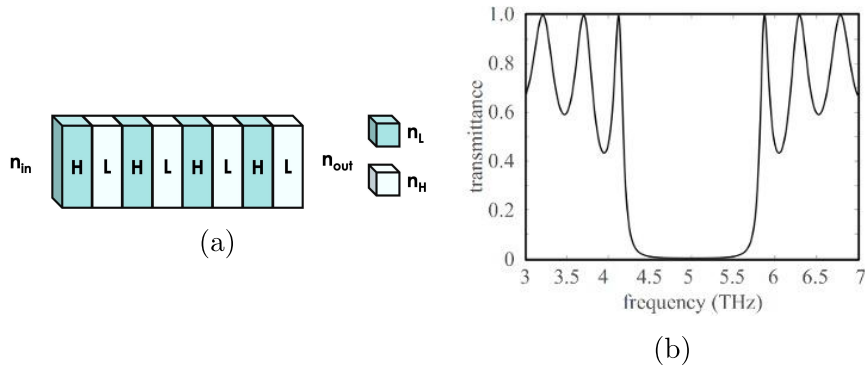 n_in H L H L H L H L n_out
n_L
n_H
(a)
transmittance
1.0
0.8
0.6
0.4
0.2
0
3 3.5 4 4.5 5 5.5 6 6.5 7
frequency (THz)
(b)